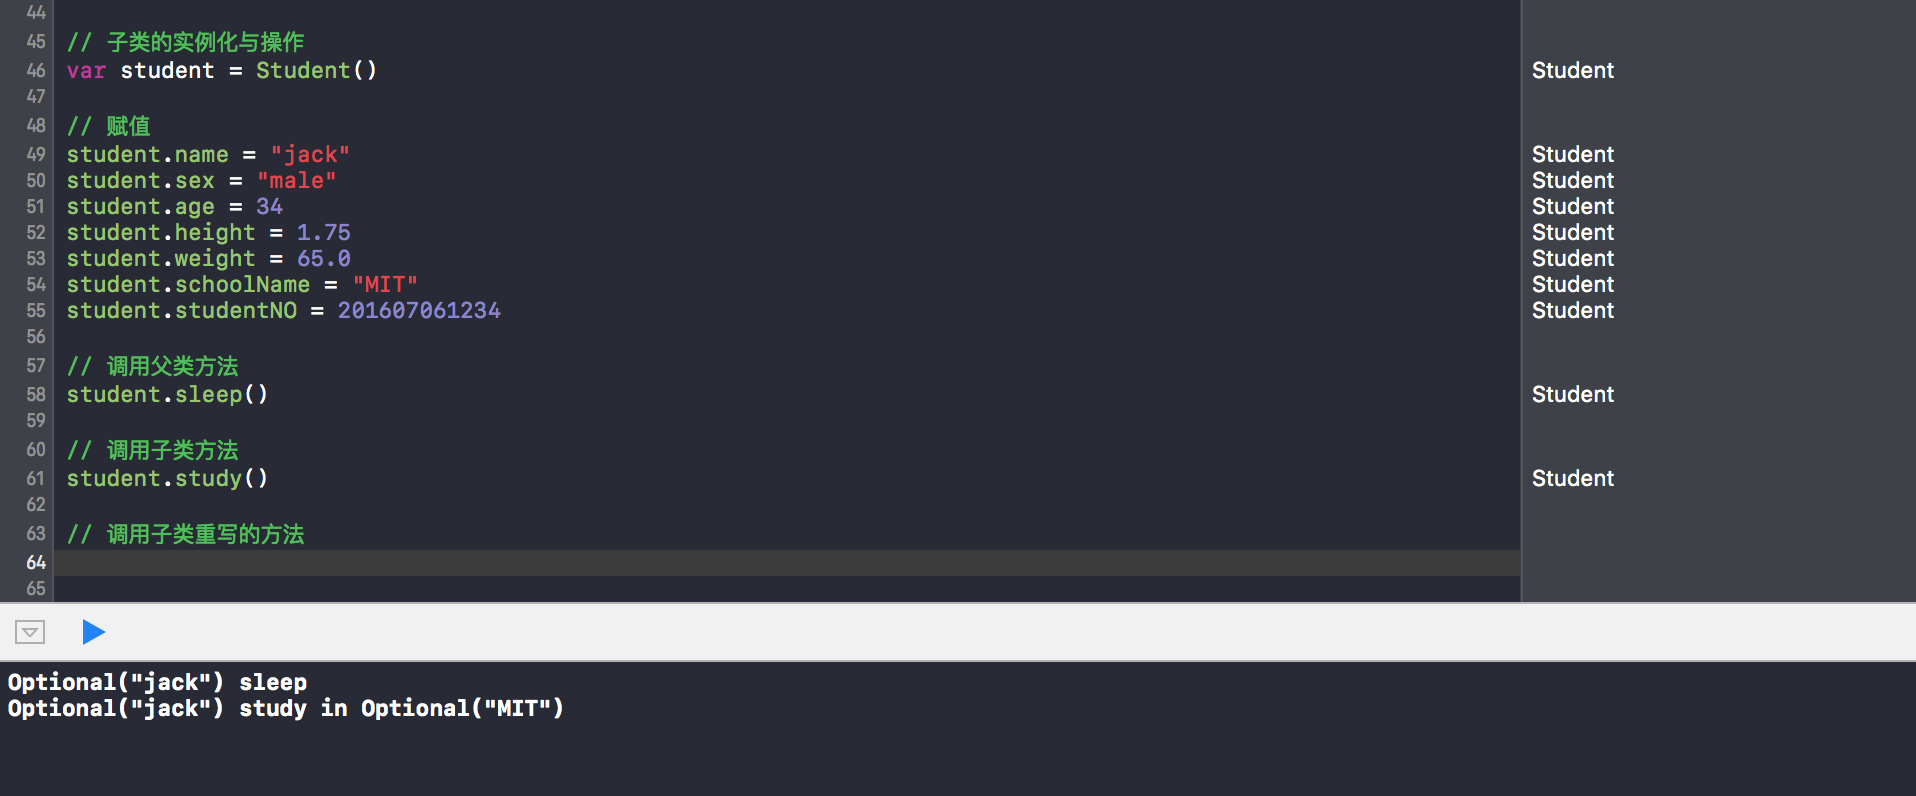 44
45 // 子类的实例化与操作
46 var student = Student() Student
47
48 // 赋值
49 student.name = "jack" Student
50 student.sex = "male" Student
51 student.age = 34 Student
52 student.height = 1.75 Student
53 student.weight = 65.0 Student
54 student.schoolName = "MIT" Student
55 student.studentNO = 201607061234 Student
56
57 // 调用父类方法
58 student.sleep() Student
59
60 // 调用子类方法
61 student.study() Student
62
63 // 调用子类重写的方法
64
65
Optional("jack") sleep
Optional("jack") study in Optional("MIT")